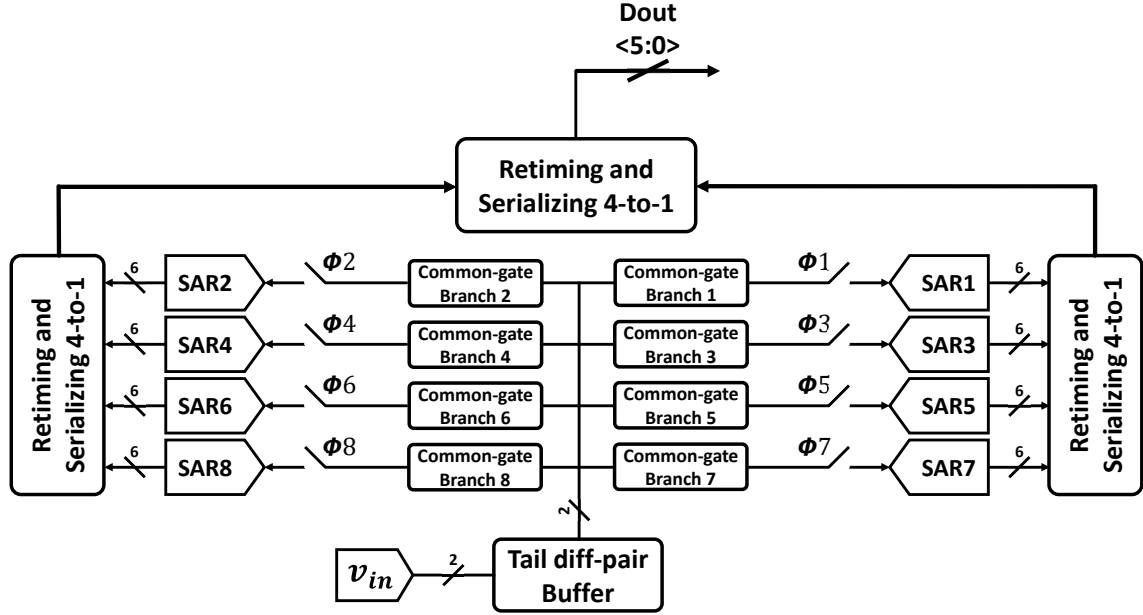 Dout
<5:0>
Retiming and
Serializing 4-to-1
Retiming and
Serializing 4-to-1
6
SAR2
Φ2
Common-gate
Branch 2
Common-gate
Branch 1
Φ1
SAR1
6
6
SAR4
Φ4
Common-gate
Branch 4
Common-gate
Branch 3
Φ3
SAR3
6
6
SAR6
Φ6
Common-gate
Branch 6
Common-gate
Branch 5
Φ5
SAR5
6
6
SAR8
Φ8
Common-gate
Branch 8
Common-gate
Branch 7
Φ7
SAR7
6
Retiming and
Serializing 4-to-1
2
v_in
2
Tail diff-pair
Buffer